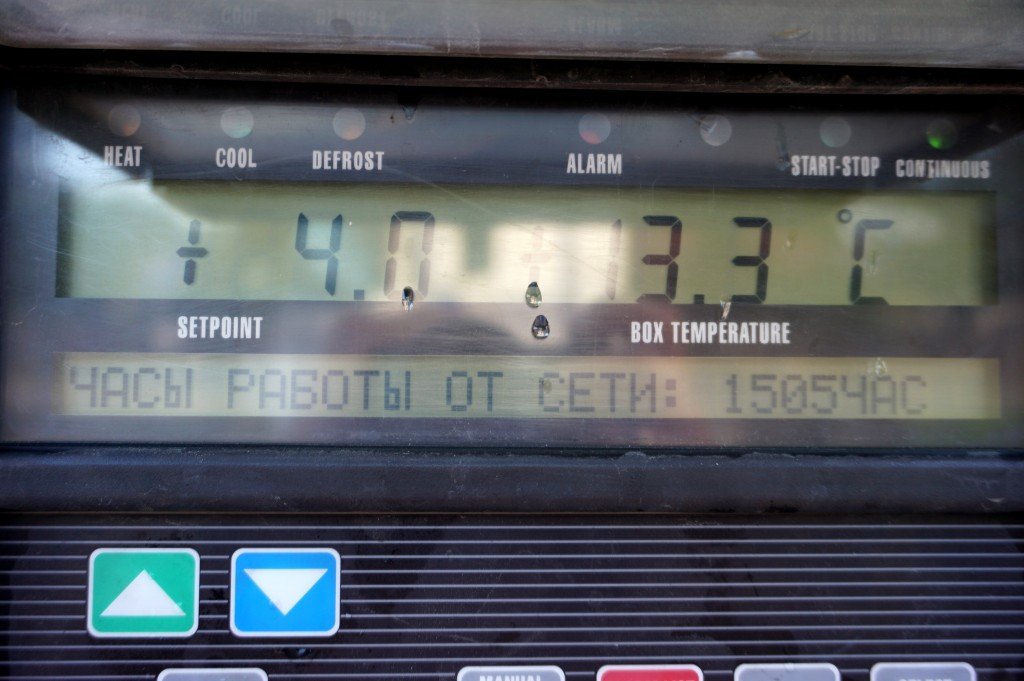 HEAT COOL DEFROST ALARM START-STOP CONTINUOUS
+ 4.0 + 13.3 °C
SETPOINT BOX TEMPERATURE
ЧАСЫ РАБОТЫ ОТ СЕТИ: 1505ЧАС
MANUAL